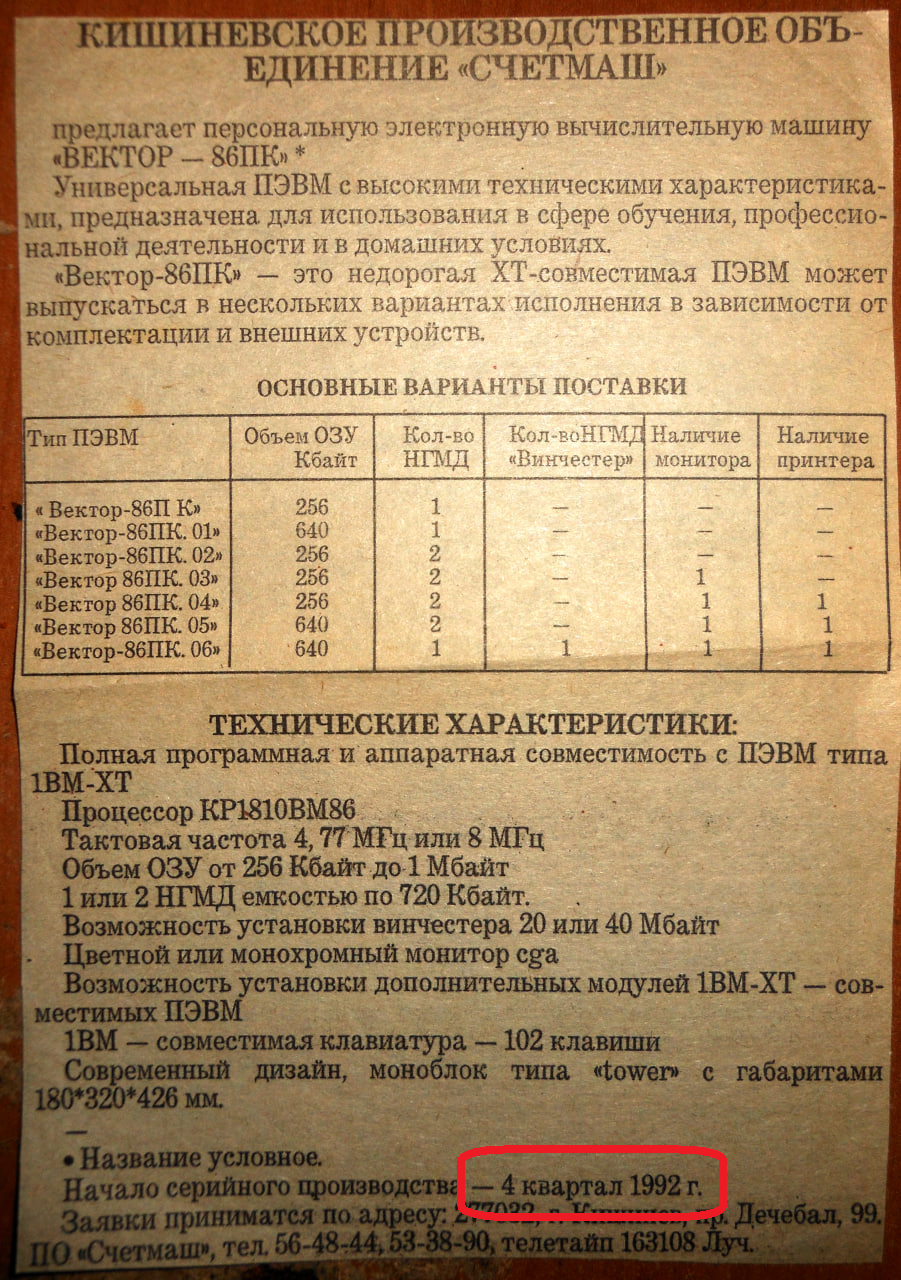 КИШИНЕВСКОЕ ПРОИЗВОДСТВЕННОЕ ОБЪ-
ЕДИНЕНИЕ «СЧЕТМАШ»
предлагает персональную электронную вычислительную машину
«ВЕКТОР — 86ПК» *
Универсальная ПЭВМ с высокими техническими характеристика-
ми, предназначена для использования в сфере обучения, профессио-
нальной деятельности и в домашних условиях.
«Вектор-86ПК» — это недорогая XT-совместимая ПЭВМ может
выпускаться в нескольких вариантах исполнения в зависимости от
комплектации и внешних устройств.
ОСНОВНЫЕ ВАРИАНТЫ ПОСТАВКИ
Тип ПЭВМ Объем ОЗУ Кол-во Кол-воНГМД Наличие Наличие
Кбайт НГМД «Винчестер» монитора принтера
« Вектор-86П К» 256 1 — — —
«Вектор-86ПК. 01» 640 1 — — —
«Вектор-86ПК. 02» 256 2 — — —
«Вектор 86ПК. 03» 256 2 — 1 —
«Вектор 86ПК. 04» 256 2 — 1 1
«Вектор 86ПК. 05» 640 2 — 1 1
«Вектор-86ПК. 06» 640 1 1 1 1
ТЕХНИЧЕСКИЕ ХАРАКТЕРИСТИКИ:
Полная программная и аппаратная совместимость с ПЭВМ типа
1ВМ-ХТ
Процессор КР1810ВМ86
Тактовая частота 4, 77 МГц или 8 МГц
Объем ОЗУ от 256 Кбайт до 1 Мбайт
1 или 2 НГМД емкостью по 720 Кбайт.
Возможность установки винчестера 20 или 40 Мбайт
Цветной или монохромный монитор cga
Возможность установки дополнительных модулей 1ВМ-ХТ — сов-
местимых ПЭВМ
1ВМ — совместимая клавиатура — 102 клавиши
Современный дизайн, моноблок типа «tower» с габаритами
180*320*426 мм.
—
• Название условное.
Начало серийного производства — 4 квартал 1992 г.
Заявки приниматся по адресу: 277032, г. Кишинев, пр. Дечебал, 99.
ПО «Счетмаш», тел. 56-48-44, 53-38-90, телетайп 163108 Луч.